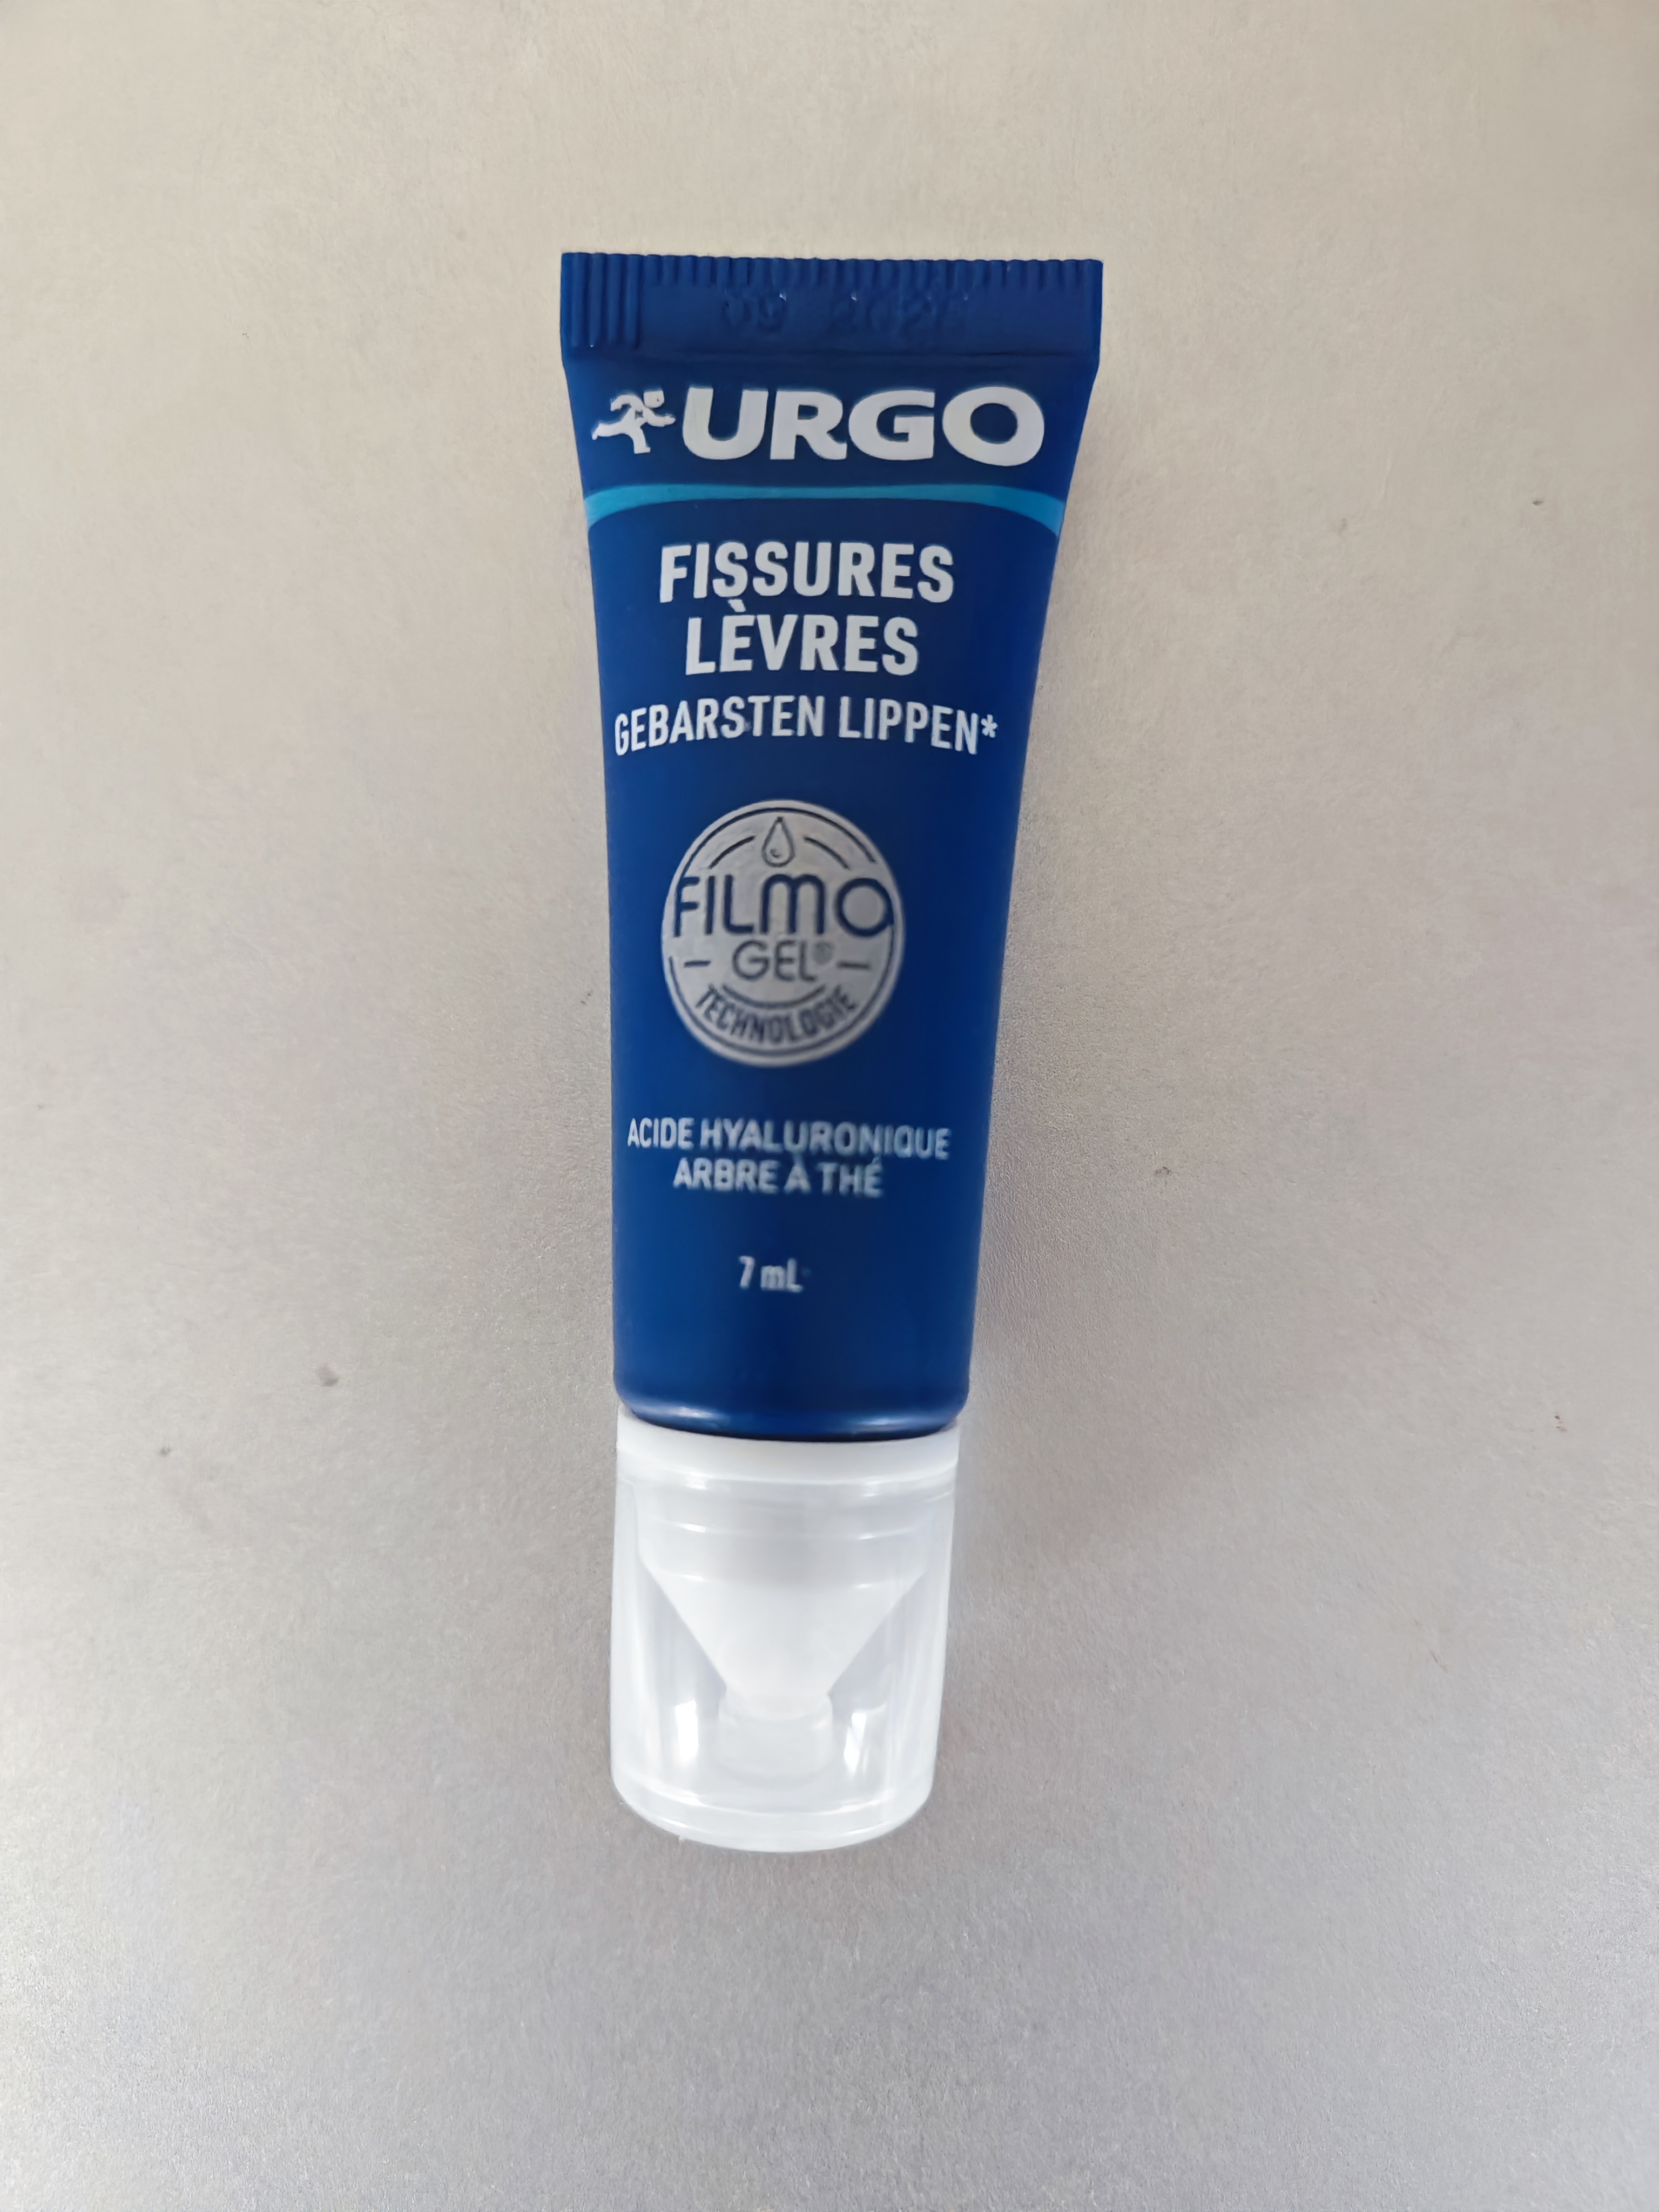 URGO
FISSURES
LÈVRES
GEBARSTEN LIPPEN*
FILMO
GEL®
TECHNOLOGIE
ACIDE HYALURONIQUE
ARBRE À THÉ
7 mL